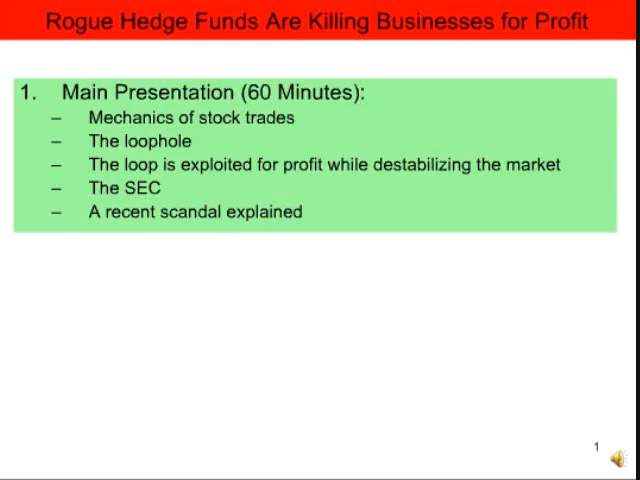 Rogue Hedge Funds Are Killing Businesses for Profit
1. Main Presentation (60 Minutes):
– Mechanics of stock trades
– The loophole
– The loop is exploited for profit while destabilizing the market
– The SEC
– A recent scandal explained
1